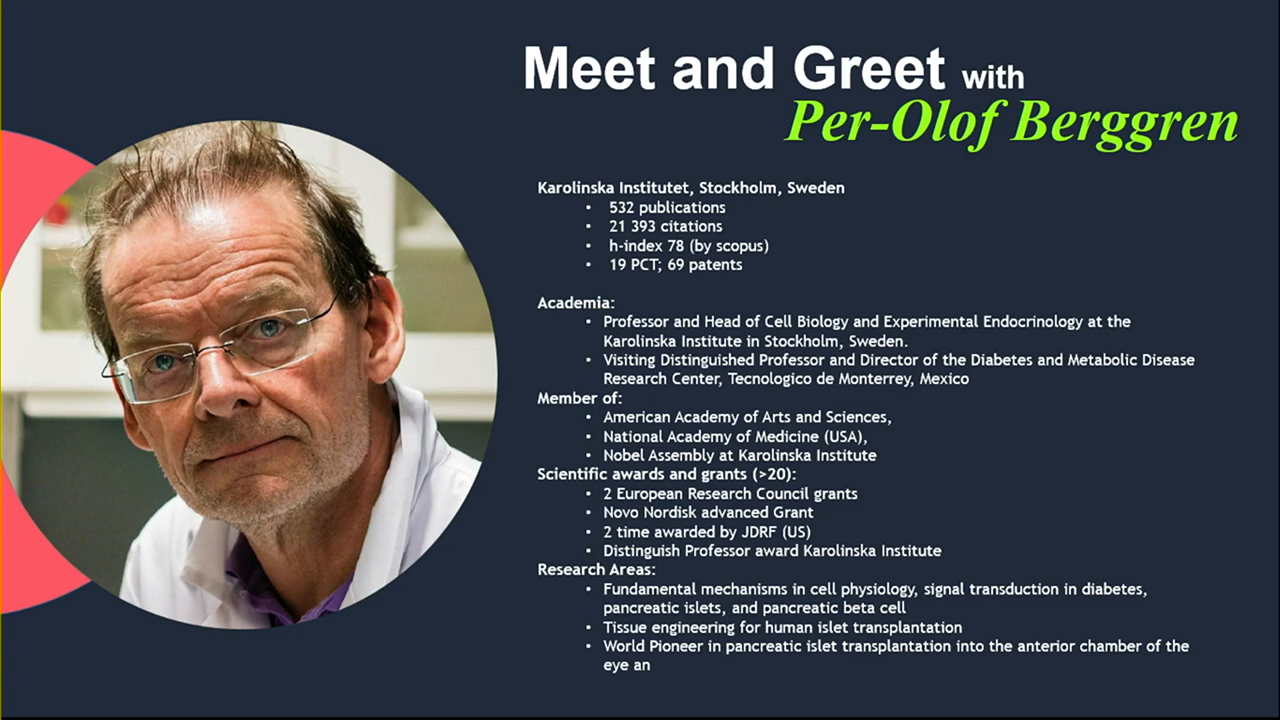 Meet and Greet with
Per-Olof Berggren
Karolinska Institutet, Stockholm, Sweden
• 532 publications
• 21 393 citations
• h-index 78 (by scopus)
• 19 PCT; 69 patents
Academia:
• Professor and Head of Cell Biology and Experimental Endocrinology at the
Karolinska Institute in Stockholm, Sweden.
• Visiting Distinguished Professor and Director of the Diabetes and Metabolic Disease
Research Center, Tecnologico de Monterrey, Mexico
Member of:
• American Academy of Arts and Sciences,
• National Academy of Medicine (USA),
• Nobel Assembly at Karolinska Institute
Scientific awards and grants (>20):
• 2 European Research Council grants
• Novo Nordisk advanced Grant
• 2 time awarded by JDRF (US)
• Distinguish Professor award Karolinska Institute
Research Areas:
• Fundamental mechanisms in cell physiology, signal transduction in diabetes,
pancreatic islets, and pancreatic beta cell
• Tissue engineering for human islet transplantation
• World Pioneer in pancreatic islet transplantation into the anterior chamber of the
eye an